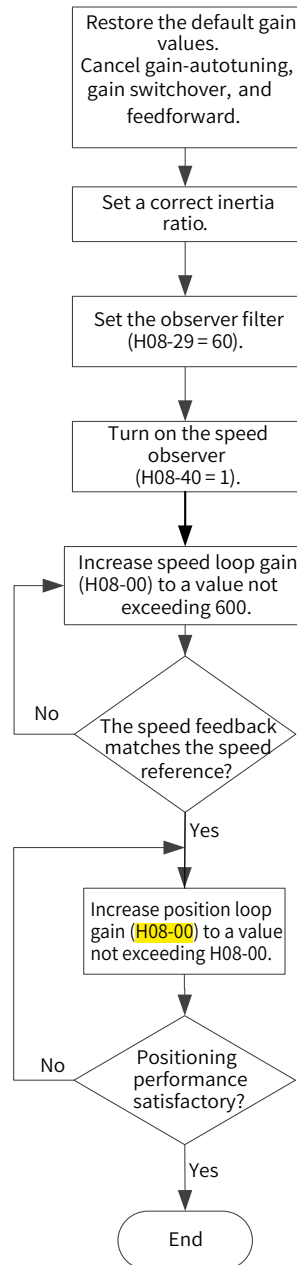 Restore the default gain
values.
Cancel gain-autotuning,
gain switchover, and
feedforward.
Set a correct inertia
ratio.
Set the observer filter
(H08-29 = 60).
Turn on the speed
observer
(H08-40 = 1).
Increase speed loop gain
(H08-00) to a value not
exceeding 600.
No
The speed feedback
matches the speed
reference?
Yes
Increase position loop
gain (H08-00) to a value
not exceeding H08-00.
No
Positioning
performance
satisfactory?
Yes
End